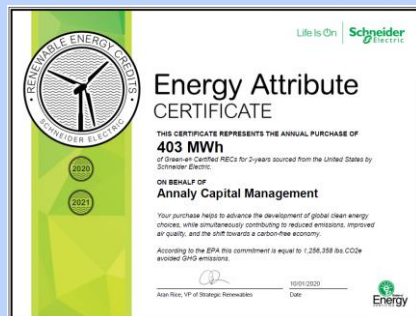 Life Is On | Schneider Electric
RENEWABLE ENERGY CREDITS
SCHNEIDER ELECTRIC
2020
2021
Energy Attribute
CERTIFICATE
THIS CERTIFICATE REPRESENTS THE ANNUAL PURCHASE OF
403 MWh
of Green-e® Certified RECs for 2-years sourced from the United States by
Schneider Electric.
ON BEHALF OF
Annaly Capital Management
Your purchase helps to advance the development of global clean energy
choices, while simultaneously contributing to reduced emissions, improved
air quality, and the shift towards a carbon-free economy.
According to the EPA this commitment is equal to 1,256,358 lbs.CO2e
avoided GHG emissions.
10/01/2020
Aran Rice, VP of Strategic Renewables
Date
Energy